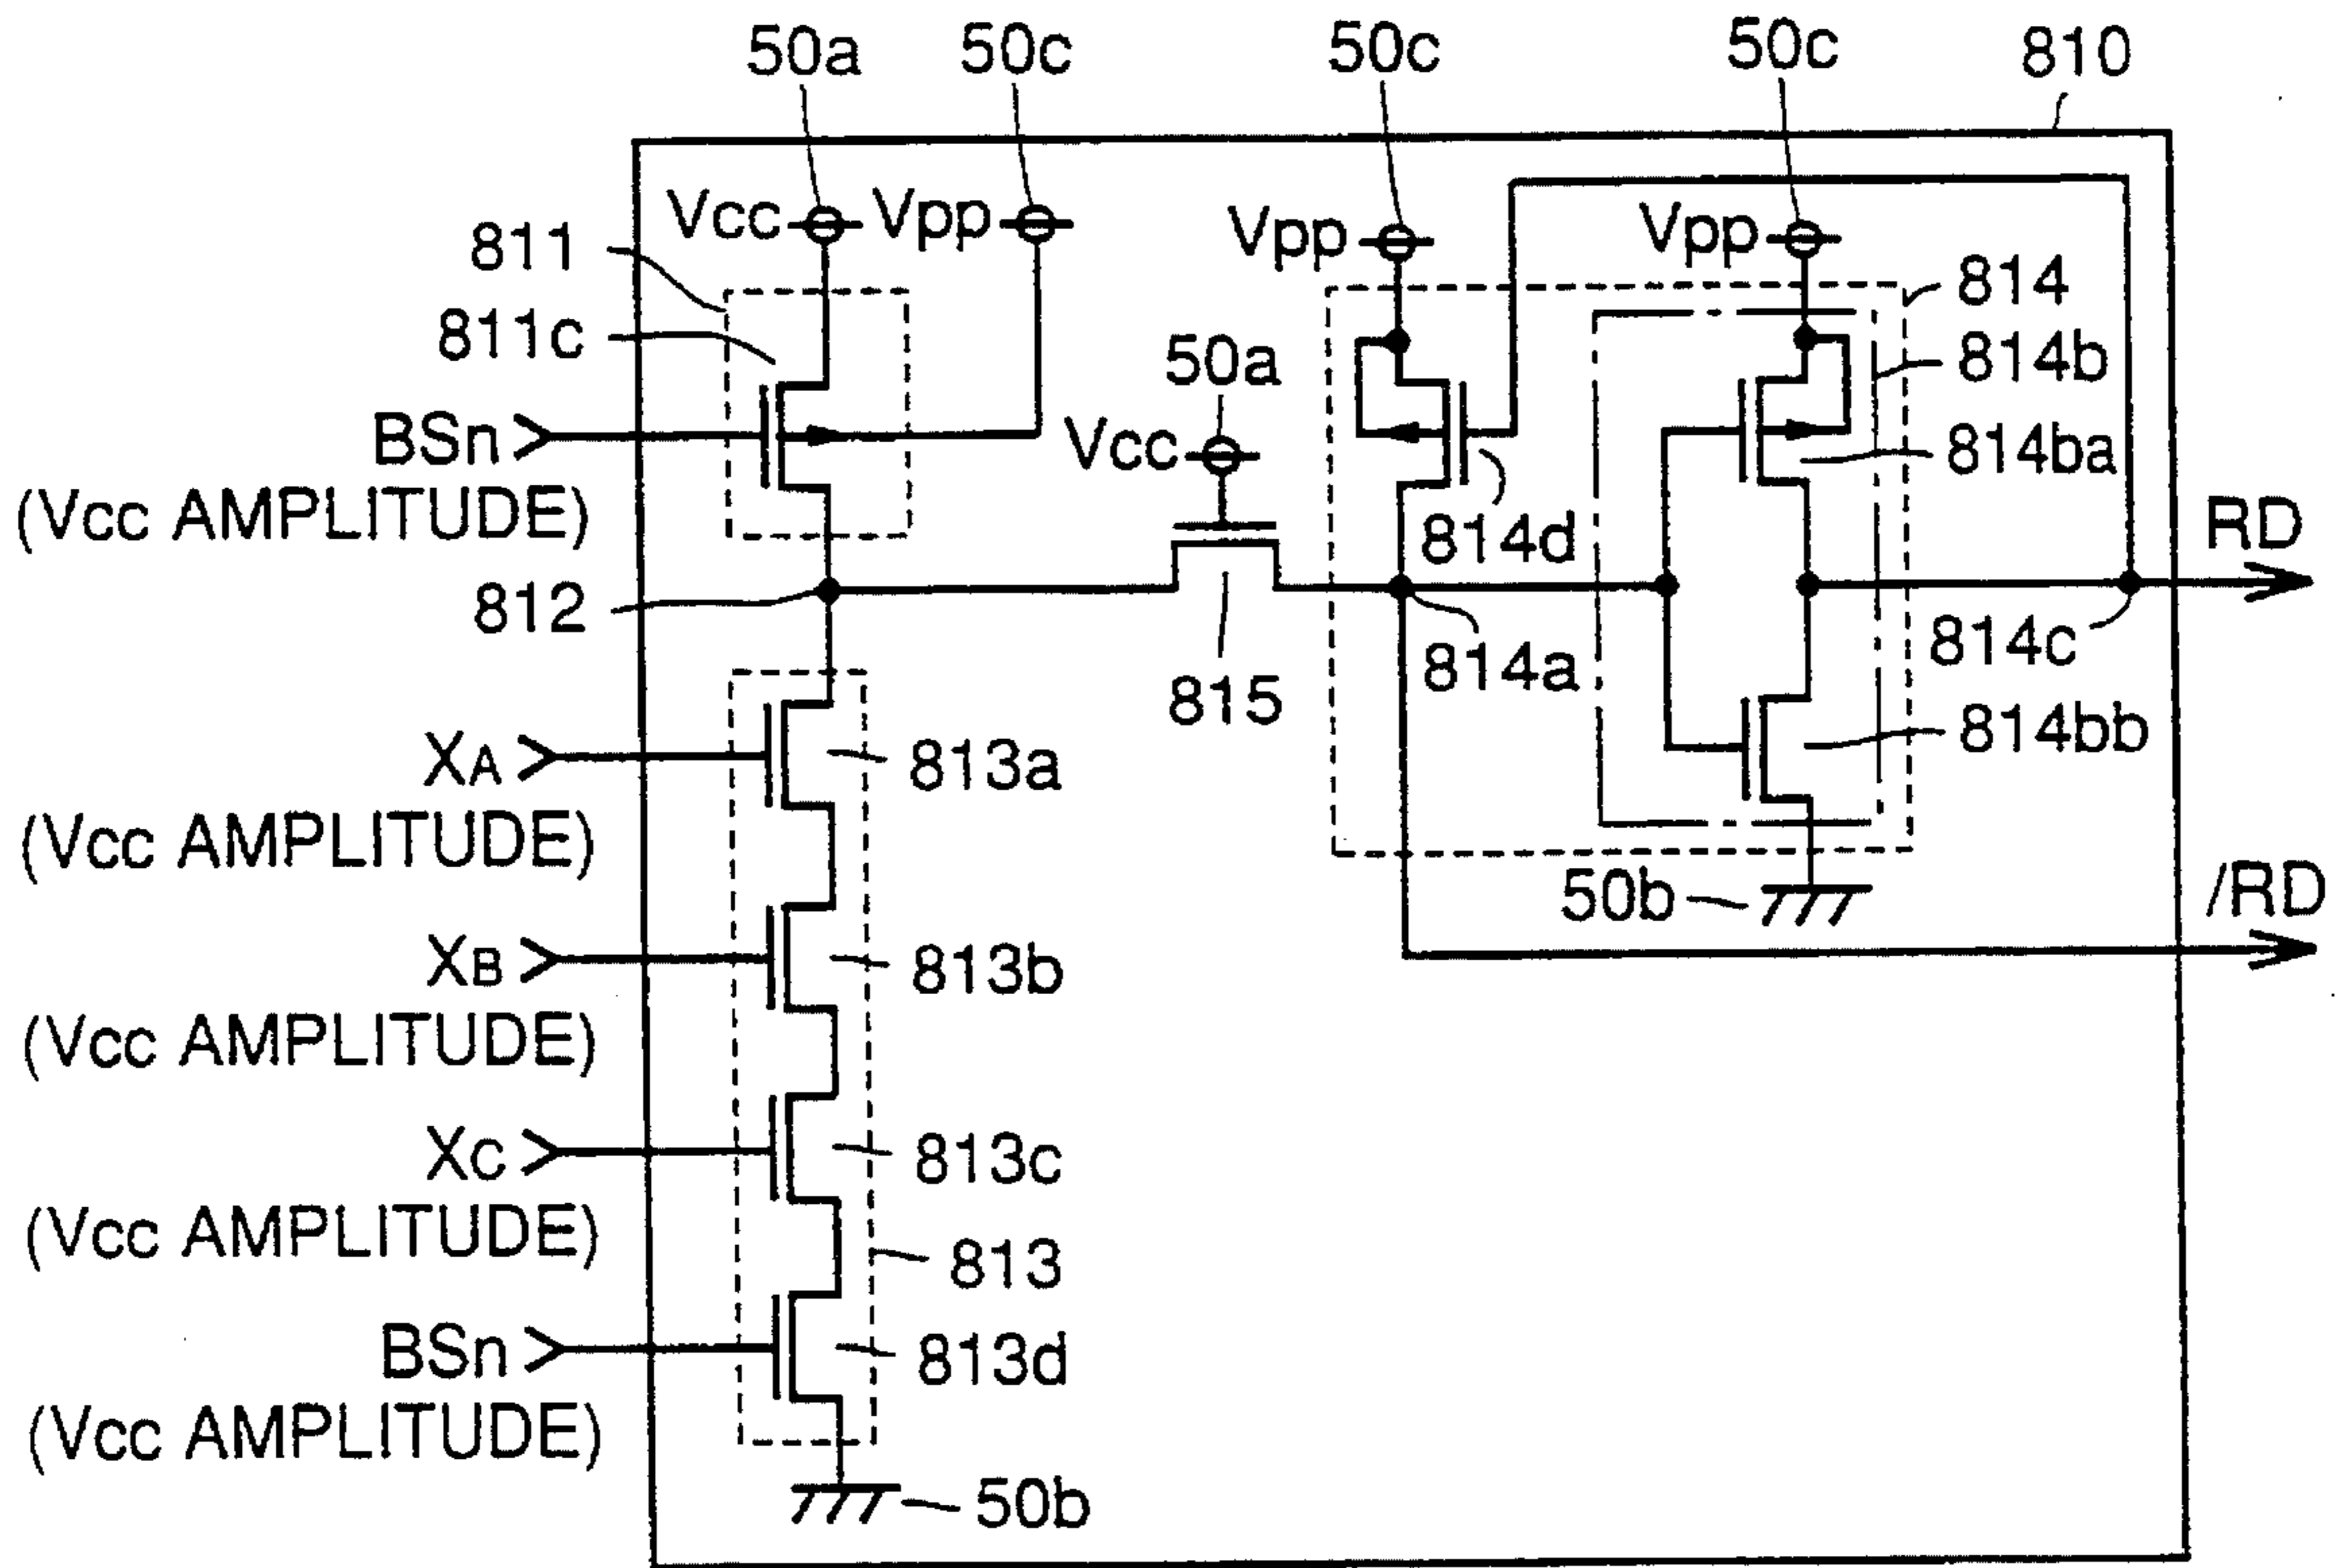 50a 50c 50c 50c 810
Vcc Vpp Vpp Vpp
811
814
811c
814b
50a
BSn
Vcc
814ba
(Vcc AMPLITUDE)
RD
814d
812
814c
814a
815
XA
813a
814bb
(Vcc AMPLITUDE)
50b
/RD
XB
813b
(Vcc AMPLITUDE)
XC
813c
(Vcc AMPLITUDE)
813
BSn
813d
(Vcc AMPLITUDE)
50b